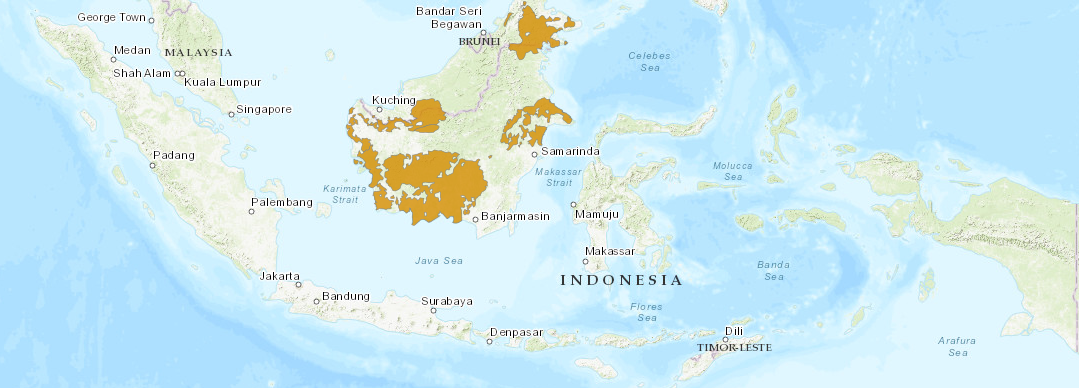 George Town
Bandar Seri
Begawan
BRUNEI
Medan
MALAYSIA
Celebes
Sea
Shah Alam
Kuala Lumpur
Kuching
Singapore
Padang
Samarinda
Makassar
Strait
Molucca
Sea
Karimata
Strait
Palembang
Banjarmasin
Mamuju
Makassar
Java Sea
Banda
Sea
Jakarta
INDONESIA
Bandung
Surabaya
Flores
Sea
Denpasar
Dili
TIMOR-LESTE
Arafura
Sea